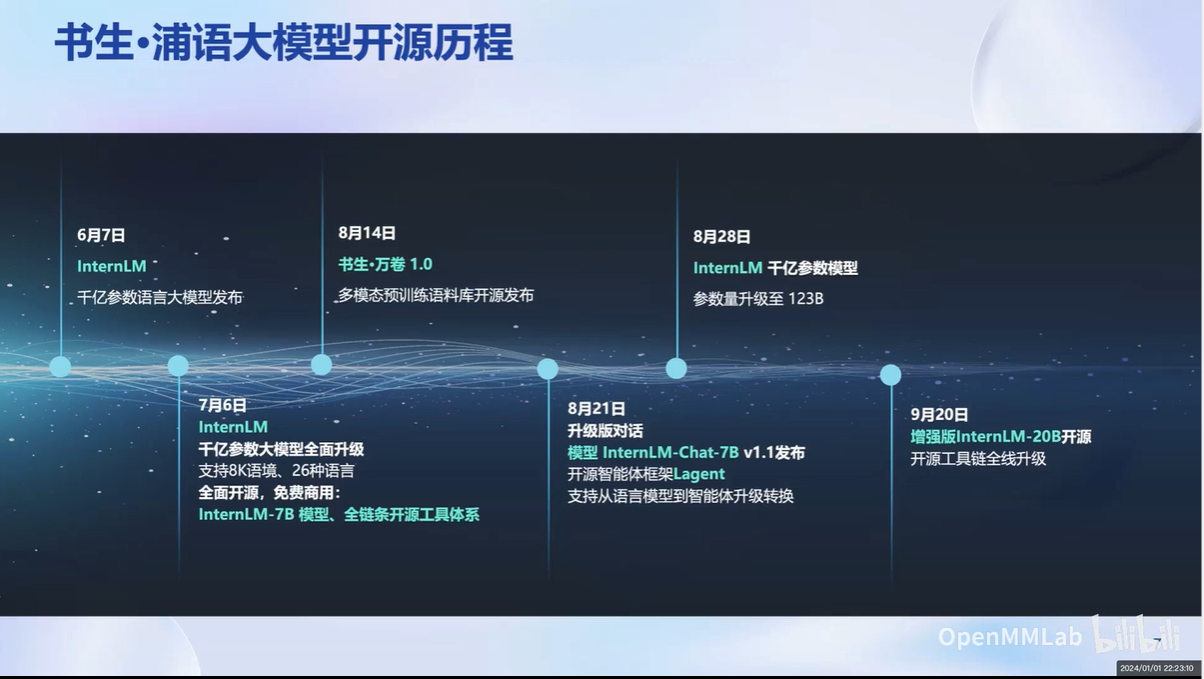 书生•浦语大模型开源历程
6月7日
InternLM
千亿参数语言大模型发布
7月6日
InternLM
千亿参数大模型全面升级
支持8K语境、26种语言
全面开源，免费商用：
InternLM-7B 模型、全链条开源工具体系
8月14日
书生•万卷 1.0
多模态预训练语料库开源发布
8月21日
升级版对话
模型 InternLM-Chat-7B v1.1发布
开源智能体框架Lagent
支持从语言模型到智能体升级转换
8月28日
InternLM 千亿参数模型
参数量升级至 123B
9月20日
增强版InternLM-20B开源
开源工具链全线升级
OpenMMLab bilibili
7
2024/01/01 22:23:10